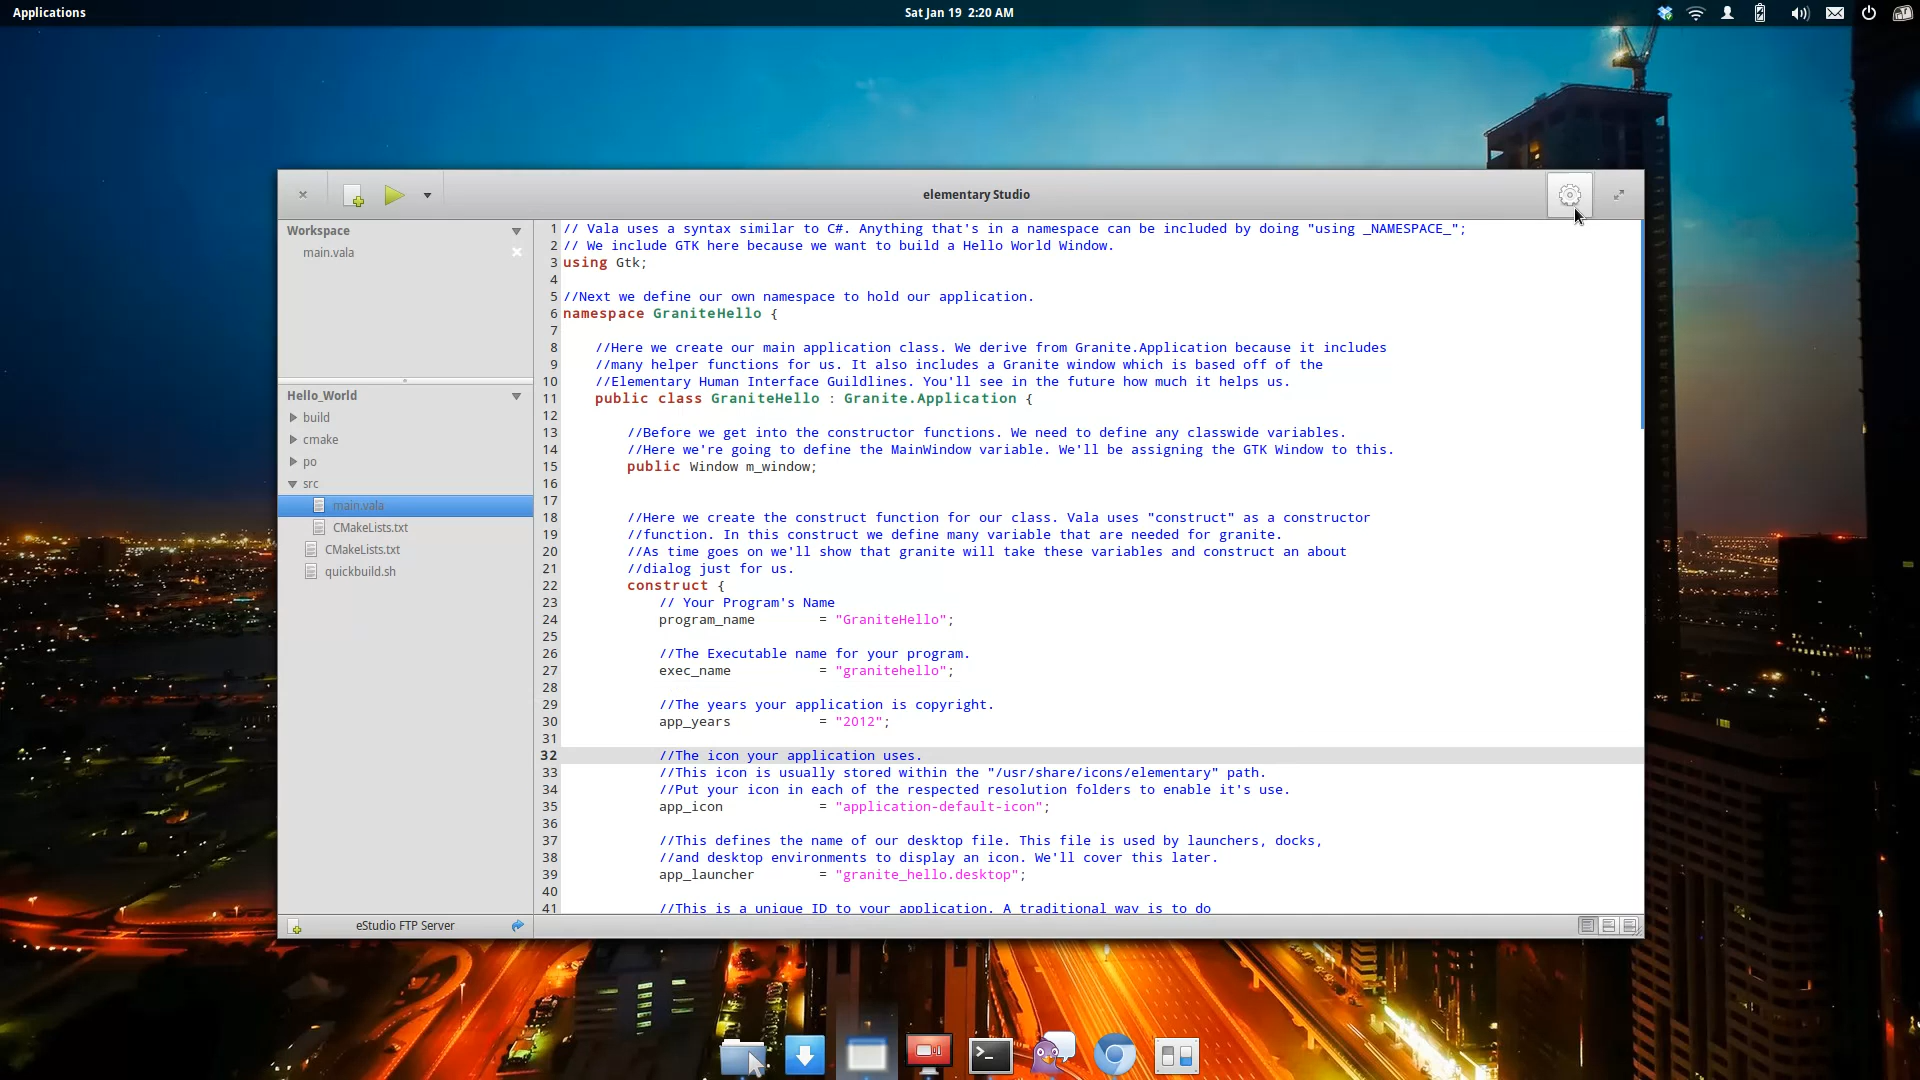 Applications
Sat Jan 19 2:20 AM
elementary Studio
Workspace
main.vala
Hello_World
build
cmake
po
src
main.vala
CMakeLists.txt
CMakeLists.txt
quickbuild.sh
eStudio FTP Server
1 // Vala uses a syntax similar to C#. Anything that's in a namespace can be included by doing "using _NAMESPACE_";
2 // We include GTK here because we want to build a Hello World Window.
3 using Gtk;
4
5 //Next we define our own namespace to hold our application.
6 namespace GraniteHello {
7
8 //Here we create our main application class. We derive from Granite.Application because it includes
9 //many helper functions for us. It also includes a Granite window which is based off of the
10 //Elementary Human Interface Guildlines. You'll see in the future how much it helps us.
11 public class GraniteHello : Granite.Application {
12
13 //Before we get into the constructor functions. We need to define any classwide variables.
14 //Here we're going to define the MainWindow variable. We'll be assigning the GTK Window to this.
15 public Window m_window;
16
17
18 //Here we create the construct function for our class. Vala uses "construct" as a constructor
19 //function. In this construct we define many variable that are needed for granite.
20 //As time goes on we'll show that granite will take these variables and construct an about
21 //dialog just for us.
22 construct {
23 // Your Program's Name
24 program_name = "GraniteHello";
25
26 //The Executable name for your program.
27 exec_name = "granitehello";
28
29 //The years your application is copyright.
30 app_years = "2012";
31
32 //The icon your application uses.
33 //This icon is usually stored within the "/usr/share/icons/elementary" path.
34 //Put your icon in each of the respected resolution folders to enable it's use.
35 app_icon = "application-default-icon";
36
37 //This defines the name of our desktop file. This file is used by launchers, docks,
38 //and desktop environments to display an icon. We'll cover this later.
39 app_launcher = "granite_hello.desktop";
40
41 //This is a unique ID to your application. A traditional way is to do